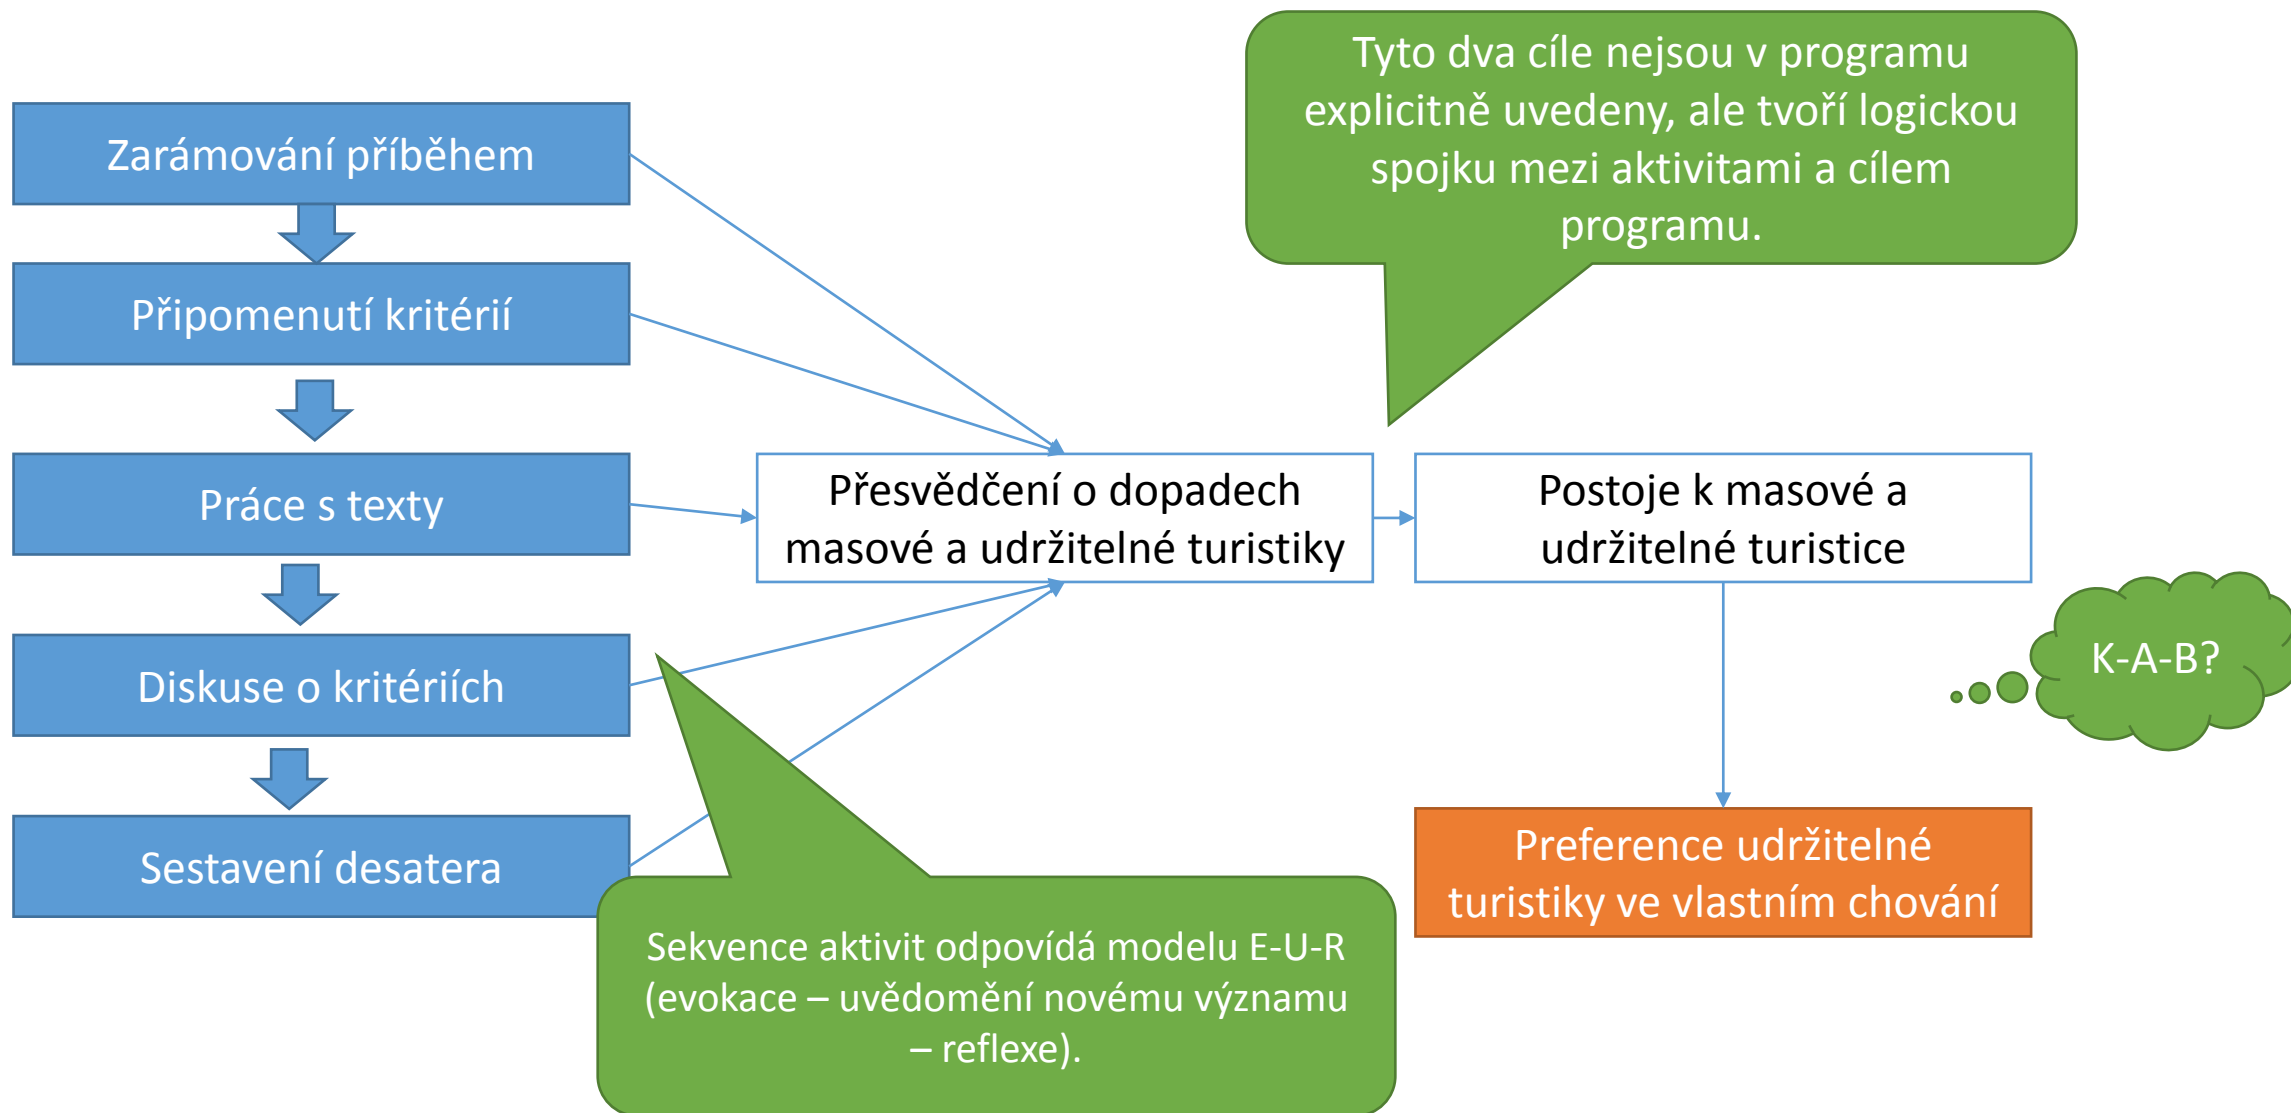 Tyto dva cíle nejsou v programu
explicitně uvedeny, ale tvoří logickou
spojku mezi aktivitami a cílem
programu.
Zarámování příběhem
Připomenutí kritérií
Práce s texty
Diskuse o kritériích
Sestavení desatera
Přesvědčení o dopadech
masové a udržitelné turistiky
Postoje k masové a
udržitelné turistice
K-A-B?
Preference udržitelné
turistiky ve vlastním chování
Sekvence aktivit odpovídá modelu E-U-R
(evokace – uvědomění novému významu
– reflexe).